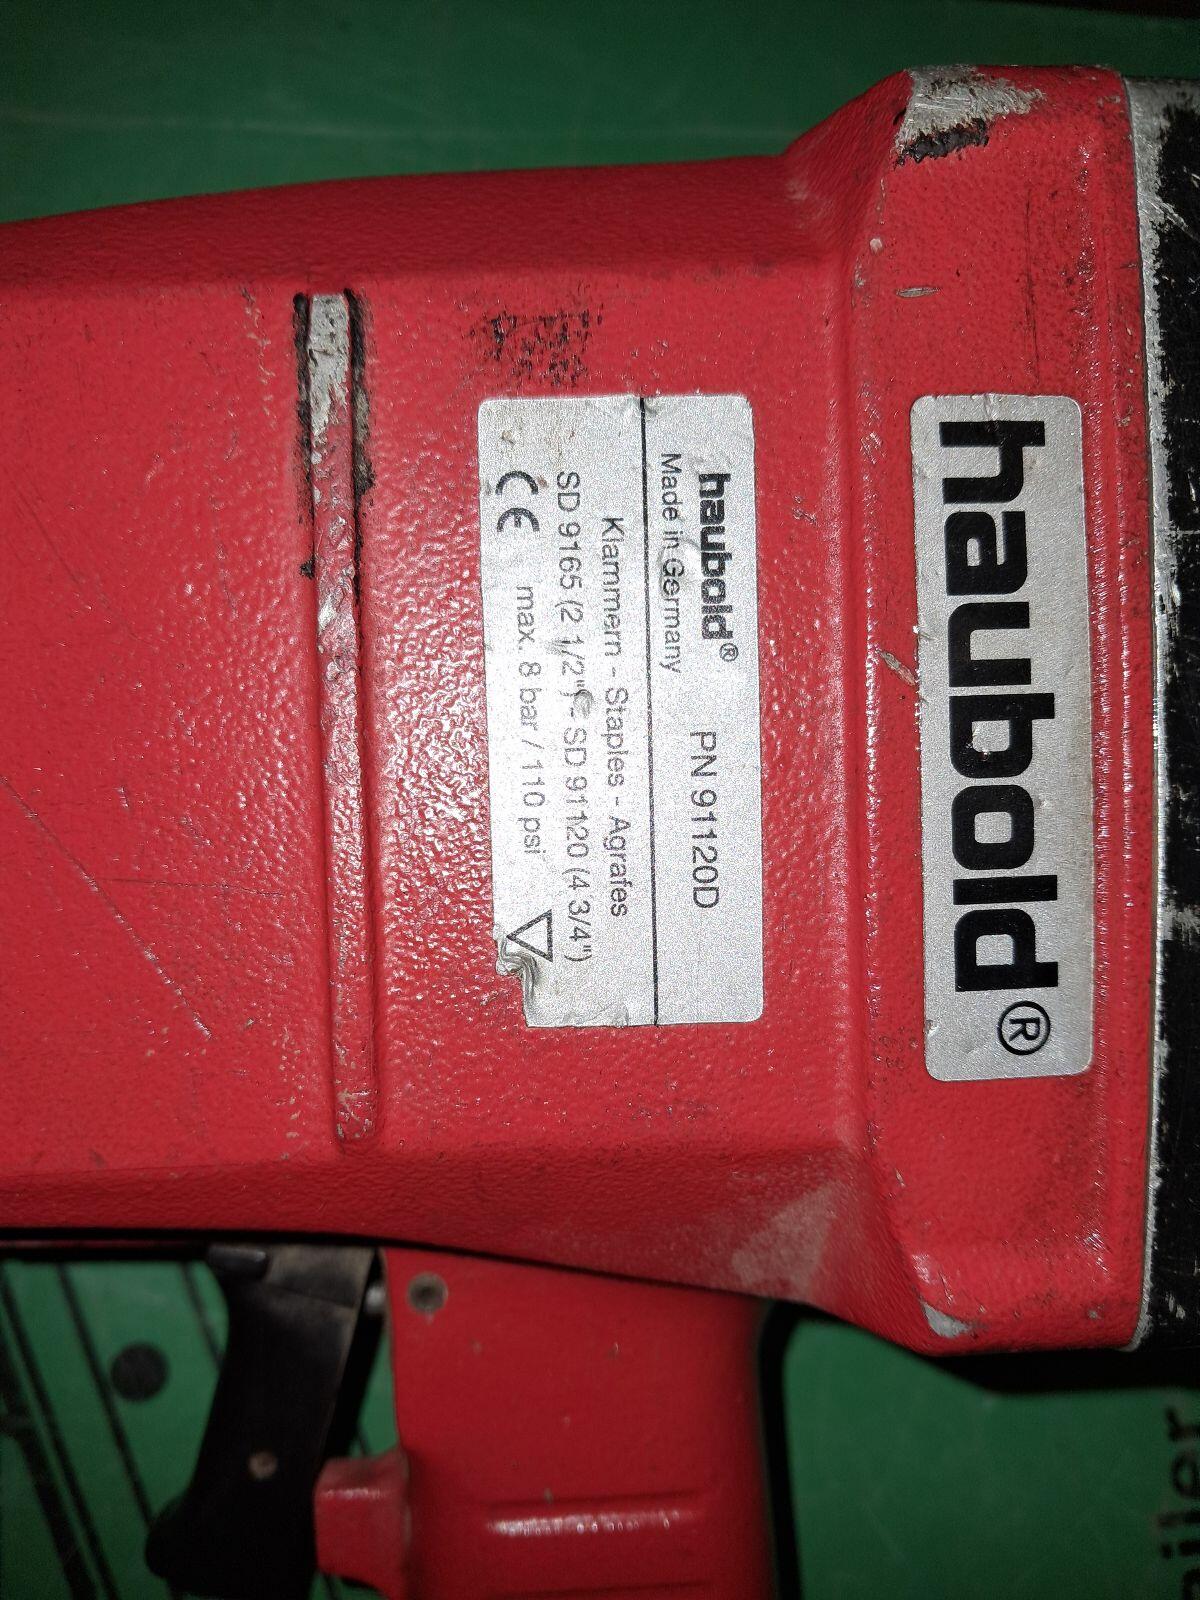 haubold®
haubold® PN 91120D
Made in Germany
Klammern - Staples - Agrafes
SD 9165 (2 1/2") - SD 91120 (4 3/4")
CE max. 8 bar / 110 psi